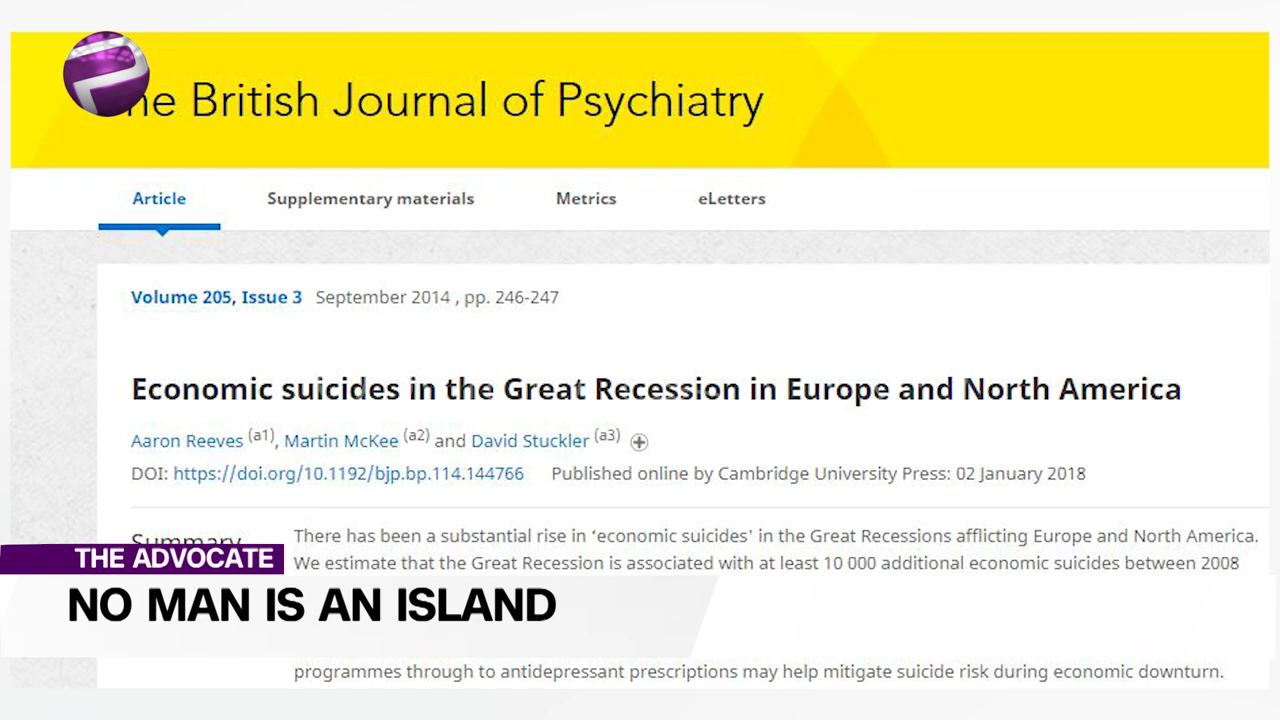 The British Journal of Psychiatry
Article Supplementary materials Metrics eLetters
Volume 205, Issue 3 September 2014 , pp. 246-247
Economic suicides in the Great Recession in Europe and North America
Aaron Reeves (a1), Martin McKee (a2) and David Stuckler (a3)
DOI: https://doi.org/10.1192/bjp.bp.114.144766 Published online by Cambridge University Press: 02 January 2018
Summary
There has been a substantial rise in ‘economic suicides’ in the Great Recessions afflicting Europe and North America.
We estimate that the Great Recession is associated with at least 10 000 additional economic suicides between 2008
THE ADVOCATE
NO MAN IS AN ISLAND
programmes through to antidepressant prescriptions may help mitigate suicide risk during economic downturn.